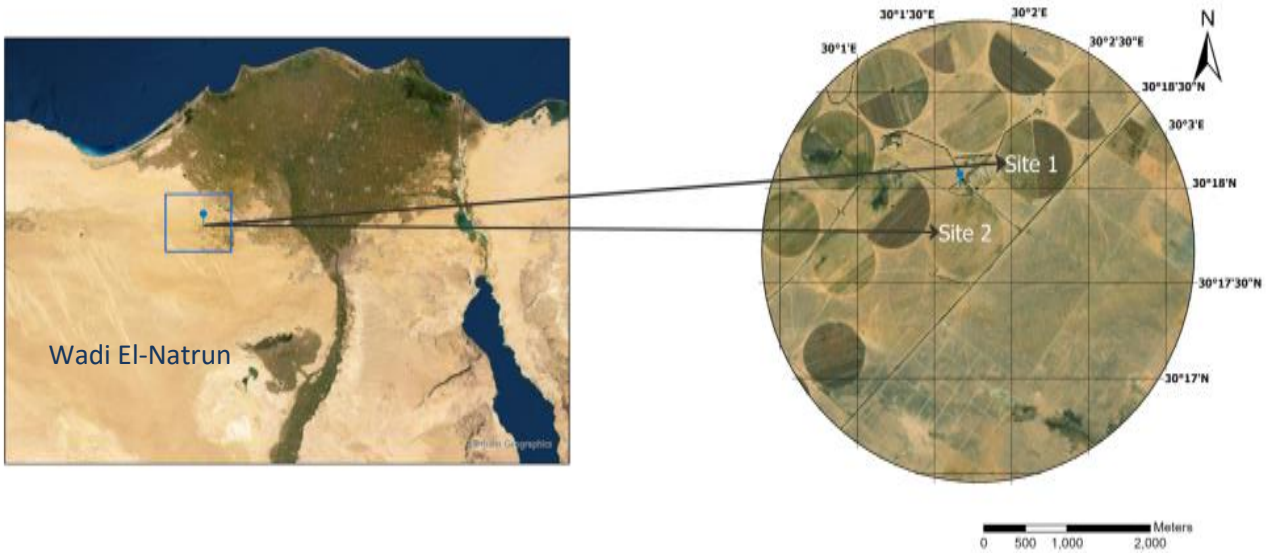 Wadi El-Natrun
30°1'E
30°1'30"E
30°2'E
30°2'30"E
30°18'30"N
30°3'E
30°18'N
30°17'30"N
30°17'N
N
Site 1
Site 2
Meters
0 500 1,000 2,000